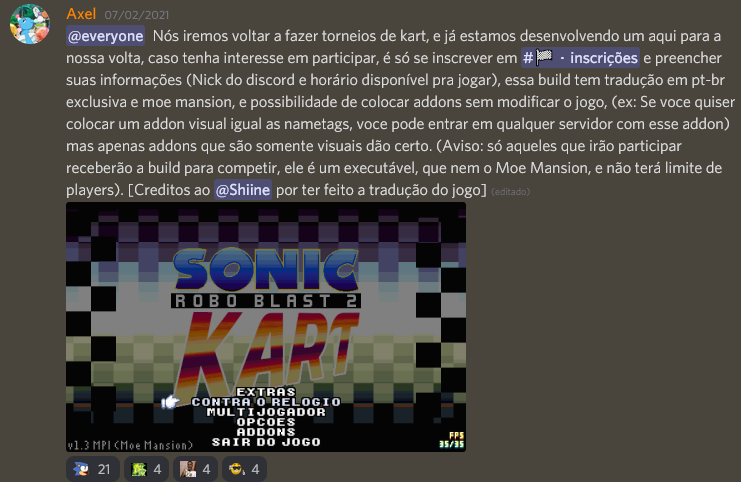 Axel 07/02/2021
@everyone Nós iremos voltar a fazer torneios de kart, e já estamos desenvolvendo um aqui para a
nossa volta, caso tenha interesse em participar, é só se inscrever em # 🏁 · inscrições e preencher
suas informações (Nick do discord e horário disponível pra jogar), essa build tem tradução em pt-br
exclusiva e moe mansion, e possibilidade de colocar addons sem modificar o jogo, (ex: Se voce quiser
colocar um addon visual igual as nametags, voce pode entrar em qualquer servidor com esse addon)
mas apenas addons que são somente visuais dão certo. (Aviso: só aqueles que irão participar
receberão a build para competir, ele é um executável, que nem o Moe Mansion, e não terá limite de
players). [Creditos ao @Shiine por ter feito a tradução do jogo] (editado)
SONIC
ROBO BLAST 2
KART
EXTRAS
CONTRA O RELOGIO
MULTIJOGADOR
OPCOES
ADDONS
SAIR DO JOGO
v1.3 MPI (Moe Mansion)
FPS
35/35
21 4 4 4